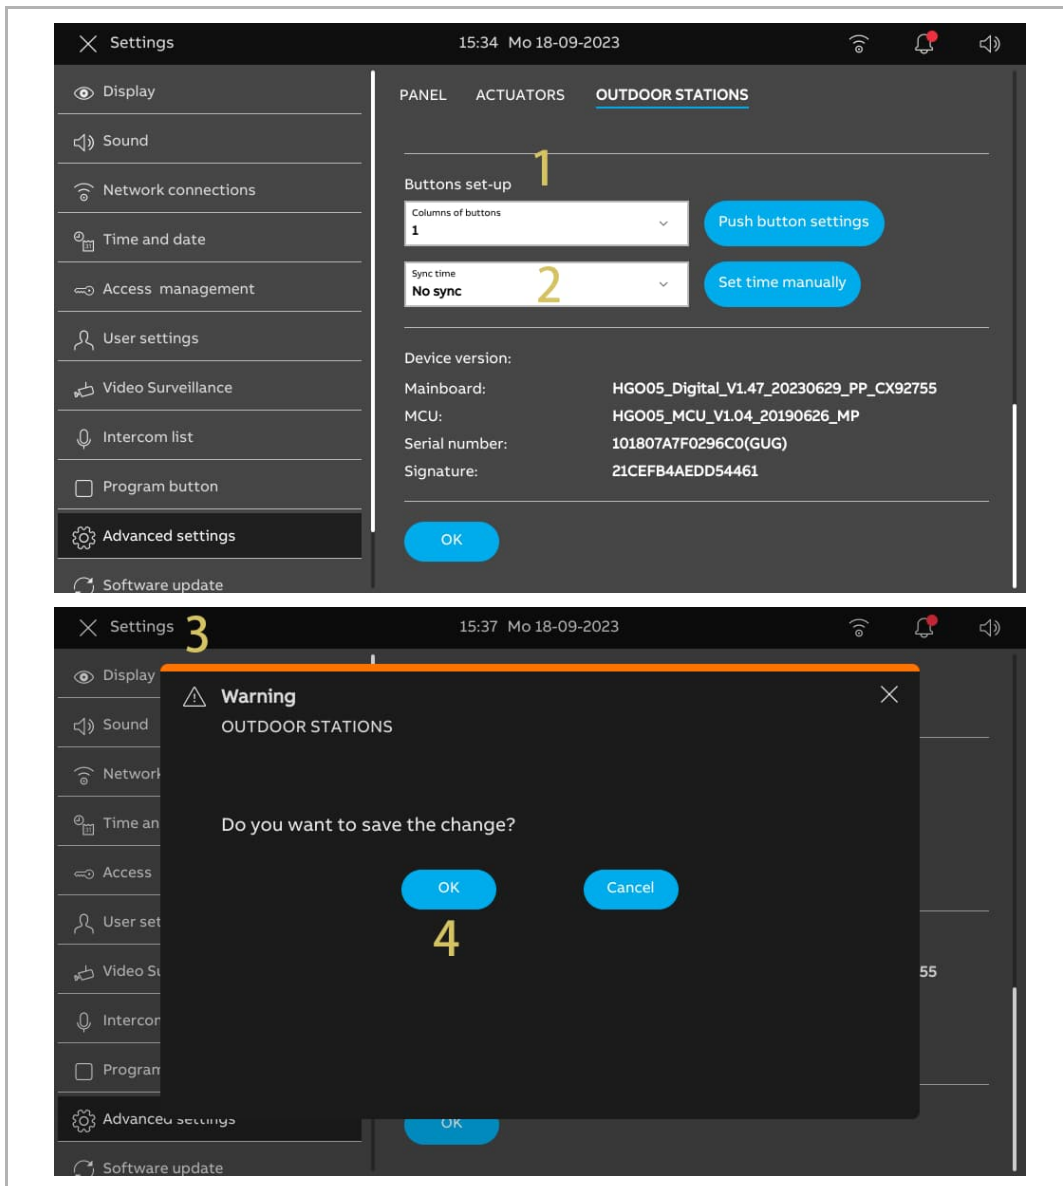 Settings 15:34 Mo 18-09-2023
Display
Sound
Network connections
Time and date
Access management
User settings
Video Surveillance
Intercom list
Program button
Advanced settings
Software update
PANEL ACTUATORS OUTDOOR STATIONS
1
Buttons set-up
Columns of buttons
1
Push button settings
Sync time
No sync
2
Set time manually
Device version:
Mainboard: HGO05_Digital_V1.47_20230629_PP_CX92755
MCU: HGO05_MCU_V1.04_20190626_MP
Serial number: 101807A7F0296C0(GUG)
Signature: 21CEFB4AEDD54461
OK
Settings 3 15:37 Mo 18-09-2023
Display
Sound
Network
Time an
Access
User set
Video Su
Intercon
Program
Advanced settings
Software update
Warning
OUTDOOR STATIONS
Do you want to save the change?
OK Cancel
4
55
OK